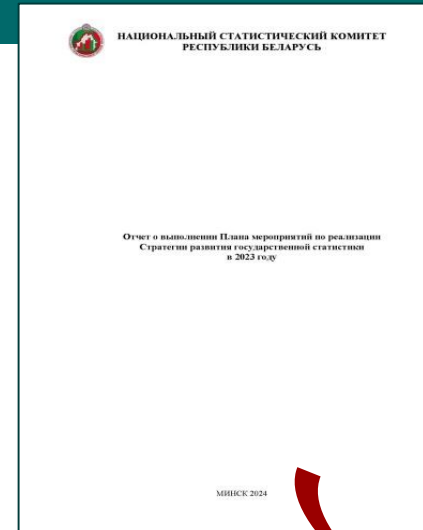 НАЦИОНАЛЬНЫЙ СТАТИСТИЧЕСКИЙ КОМИТЕТ
РЕСПУБЛИКИ БЕЛАРУСЬ
Отчет о выполнении Плана мероприятий по реализации
Стратегии развития государственной статистики
в 2023 году
МИНСК 2024